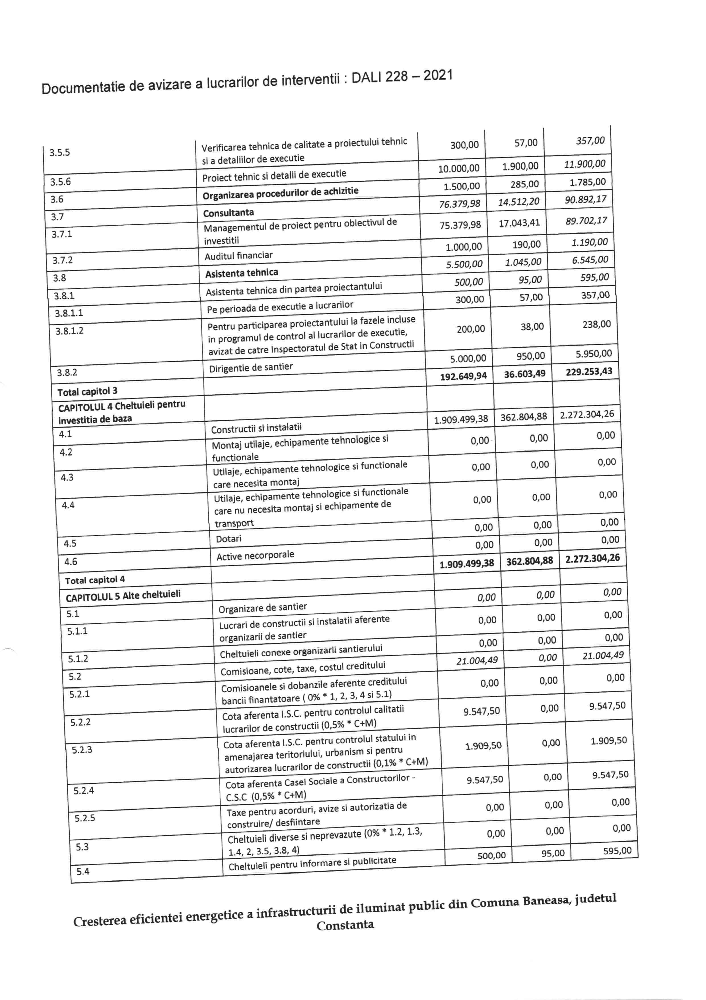 Documentatie de avizare a lucrarilor de interventii : DALI 228 – 2021
3.5.5 Verificarea tehnica de calitate a proiectului tehnic 300,00 57,00 357,00
si a detaliilor de executie
3.5.6 Proiect tehnic si detalii de executie 10.000,00 1.900,00 11.900,00
3.6 Organizarea procedurilor de achizitie 1.500,00 285,00 1.785,00
3.7 Consultanta 76.379,98 14.512,20 90.892,17
3.7.1 Managementul de proiect pentru obiectivul de 75.379,98 17.043,41 89.702,17
investitii
3.7.2 Auditul financiar 1.000,00 190,00 1.190,00
3.8 Asistenta tehnica 5.500,00 1.045,00 6.545,00
3.8.1 Asistenta tehnica din partea proiectantului 500,00 95,00 595,00
3.8.1.1 Pe perioada de executie a lucrarilor 300,00 57,00 357,00
3.8.1.2 Pentru participarea proiectantului la fazele incluse 200,00 38,00 238,00
in programul de control al lucrarilor de executie,
avizat de catre Inspectoratul de Stat in Constructii
3.8.2 Dirigentie de santier 5.000,00 950,00 5.950,00
Total capitol 3 192.649,94 36.603,49 229.253,43
CAPITOLUL 4 Cheltuieli pentru
investitia de baza
4.1 Constructii si instalatii 1.909.499,38 362.804,88 2.272.304,26
4.2 Montaj utilaje, echipamente tehnologice si 0,00 0,00 0,00
functionale
4.3 Utilaje, echipamente tehnologice si functionale 0,00 0,00 0,00
care necesita montaj
4.4 Utilaje, echipamente tehnologice si functionale 0,00 0,00 0,00
care nu necesita montaj si echipamente de
transport
4.5 Dotari 0,00 0,00 0,00
4.6 Active necorporale 0,00 0,00 0,00
Total capitol 4 1.909.499,38 362.804,88 2.272.304,26
CAPITOLUL 5 Alte cheltuieli
5.1 Organizare de santier 0,00 0,00 0,00
5.1.1 Lucrari de constructii si instalatii aferente 0,00 0,00 0,00
organizarii de santier
5.1.2 Cheltuieli conexe organizarii santierului 0,00 0,00 0,00
5.2 Comisioane, cote, taxe, costul creditului 21.004,49 0,00 21.004,49
5.2.1 Comisioanele si dobanzile aferente creditului 0,00 0,00 0,00
bancii finantatoare ( 0% * 1, 2, 3, 4 si 5.1)
5.2.2 Cota aferenta I.S.C. pentru controlul calitatii 9.547,50 0,00 9.547,50
lucrarilor de constructii (0,5% * C+M)
5.2.3 Cota aferenta I.S.C. pentru controlul statului in 1.909,50 0,00 1.909,50
amenajarea teritoriului, urbanism si pentru
autorizarea lucrarilor de constructii (0,1% * C+M)
5.2.4 Cota aferenta Casei Sociale a Constructorilor - 9.547,50 0,00 9.547,50
C.S.C (0,5% * C+M)
5.2.5 Taxe pentru acorduri, avize si autorizatia de 0,00 0,00 0,00
construire/ desfiintare
5.3 Cheltuieli diverse si neprevazute (0% * 1.2, 1.3, 0,00 0,00 0,00
1.4, 2, 3.5, 3.8, 4)
5.4 Cheltuieli pentru informare si publicitate 500,00 95,00 595,00
Cresterea eficientei energetice a infrastructurii de iluminat public din Comuna Baneasa, judetul
Constanta